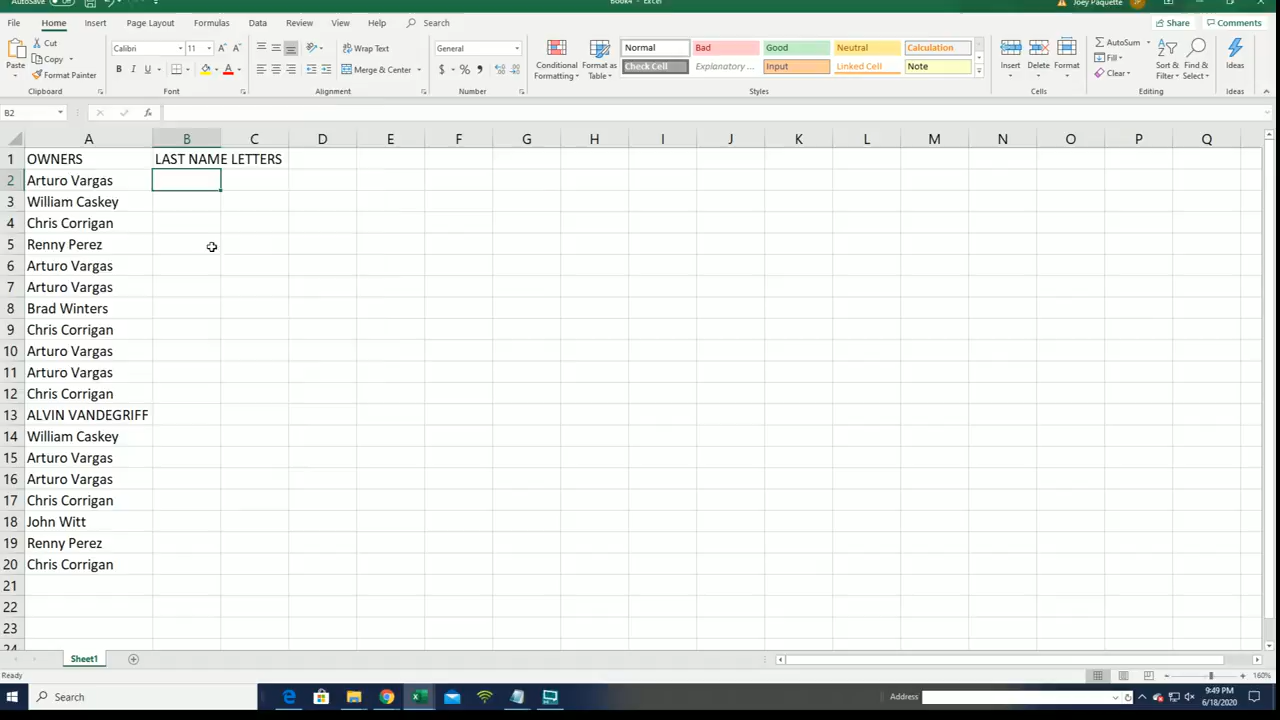 AutoSave Off Book4 - Excel Joey Paquette
File Home Insert Page Layout Formulas Data Review View Help Search Share Comments
Cut Calibri 11 Wrap Text General Normal Bad Good Neutral Calculation AutoSum
Copy Check Cell Explanatory ... Input Linked Cell Note Fill
Paste Format Painter B I U A Merge & Center $ % Conditional Formatting Format as Table Insert Delete Format Clear Sort & Filter Find & Select Ideas
Clipboard Font Alignment Number Styles Cells Editing Ideas
B2 fx
A B C D E F G H I J K L M N O P Q
1 OWNERS LAST NAME LETTERS
2 Arturo Vargas
3 William Caskey
4 Chris Corrigan
5 Renny Perez
6 Arturo Vargas
7 Arturo Vargas
8 Brad Winters
9 Chris Corrigan
10 Arturo Vargas
11 Arturo Vargas
12 Chris Corrigan
13 ALVIN VANDEGRIFF
14 William Caskey
15 Arturo Vargas
16 Arturo Vargas
17 Chris Corrigan
18 John Witt
19 Renny Perez
20 Chris Corrigan
21
22
23
24
Sheet1
Ready 160%
Search Address 9:49 PM
6/18/2020